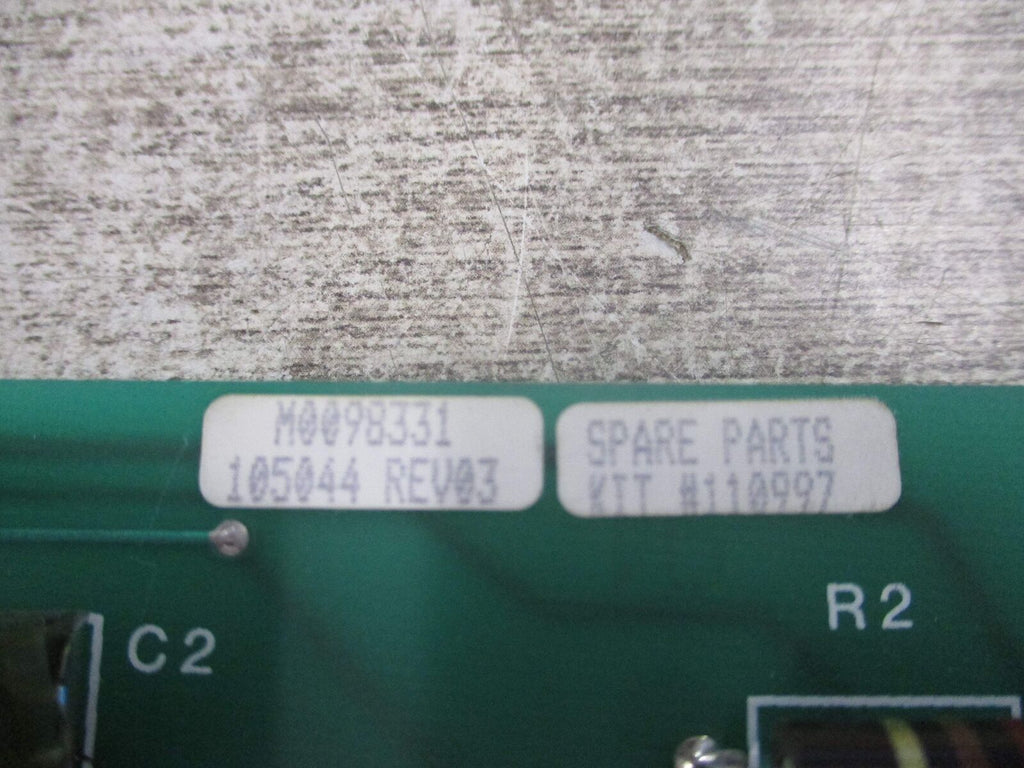 M0098331
105044 REV03
SPARE PARTS
KIT #110997
R2
C2